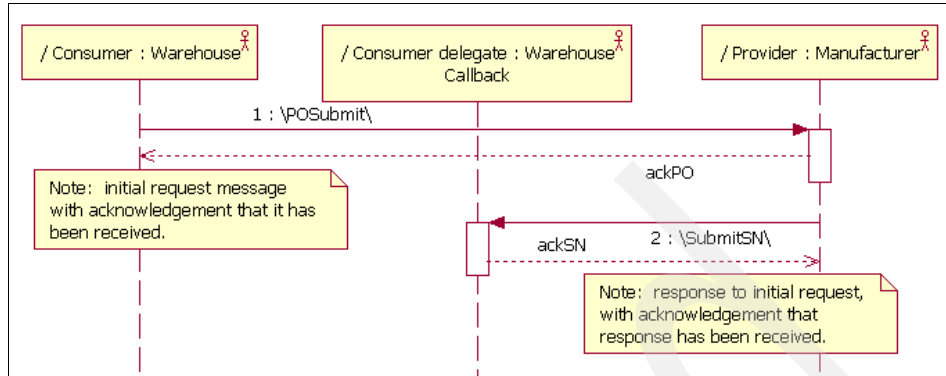 / Consumer : Warehouse
/ Consumer delegate : Warehouse
Callback
/ Provider : Manufacturer
1 : \POSubmit\
ackPO
Note:  initial request message
with acknowledgement that it has
been received.
ackSN
2 : \SubmitSN\
Note:  response to initial request,
with acknowledgement that
response has been received.